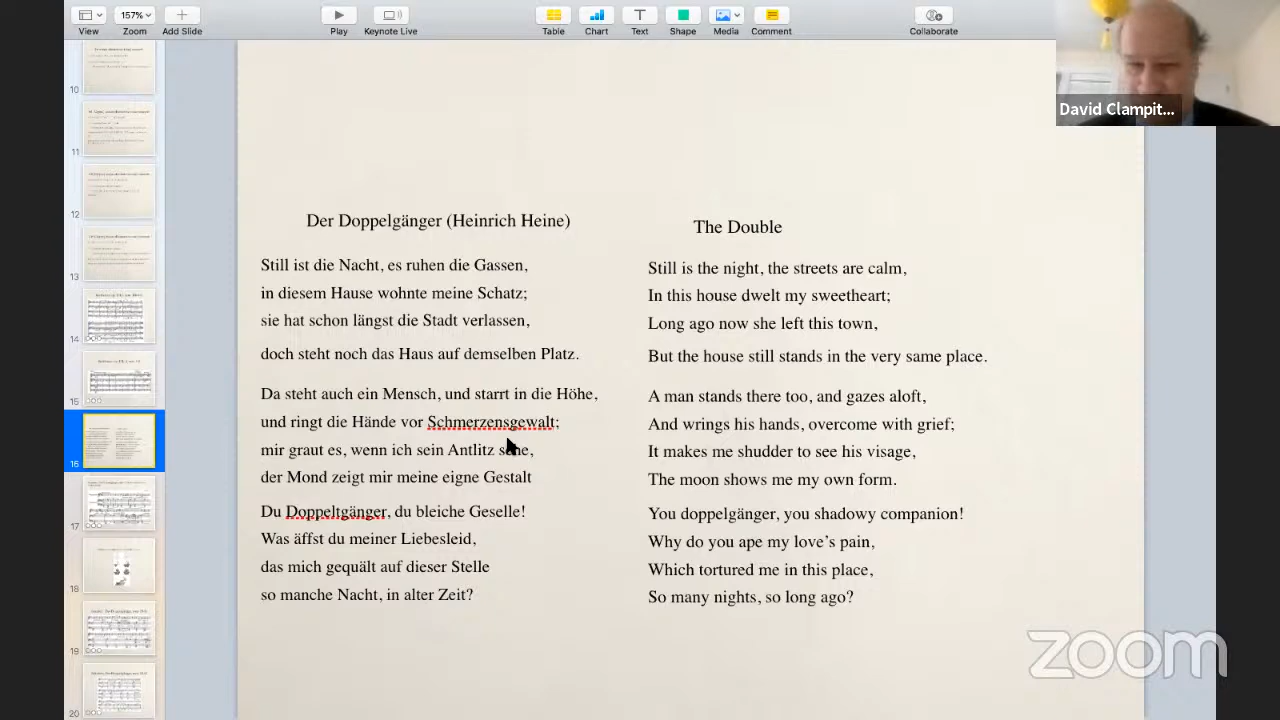 View
157%
Zoom
Add Slide
Play
Keynote Live
Table
Chart
Text
Shape
Media
Comment
Collaborate
David Clampit...
10
11
12
13
14
15
16
17
18
19
20
Der Doppelgänger (Heinrich Heine)
Still ist die Nacht, es ruhen die Gassen,
in diesem Hause wohnte meine Schatz;
sie hat schon längst die Stadt verlassen,
doch steht noch das Haus auf demselben Platz.
Da steht auch ein Mensch, und starrt in die Höhe,
und ringt die Hände vor Schmerzensgewalt;
mir graut es, wenn ich sein Antlitz sehe,
der Mond zeigt mir meine eigne Gestalt
Du Doppeltgänger, du bleiche Geselle!
Was äffst du meiner Liebesleid,
das mich gequält auf dieser Stelle
so manche Nacht, in alter Zeit?
The Double
Still is the night, the streets are calm,
In this house dwelt my sweetheart;
Long ago now she left this town,
But the house still stands in the very same place.
A man stands there too, and gazes aloft,
And wrings his hands, overcome with grief;
It makes me shudder to see his visage,
The moon shows me my own form.
You doppelgänger, you shadowy companion!
Why do you ape my love's pain,
Which tortured me in this place,
So many nights, so long ago?
zoom